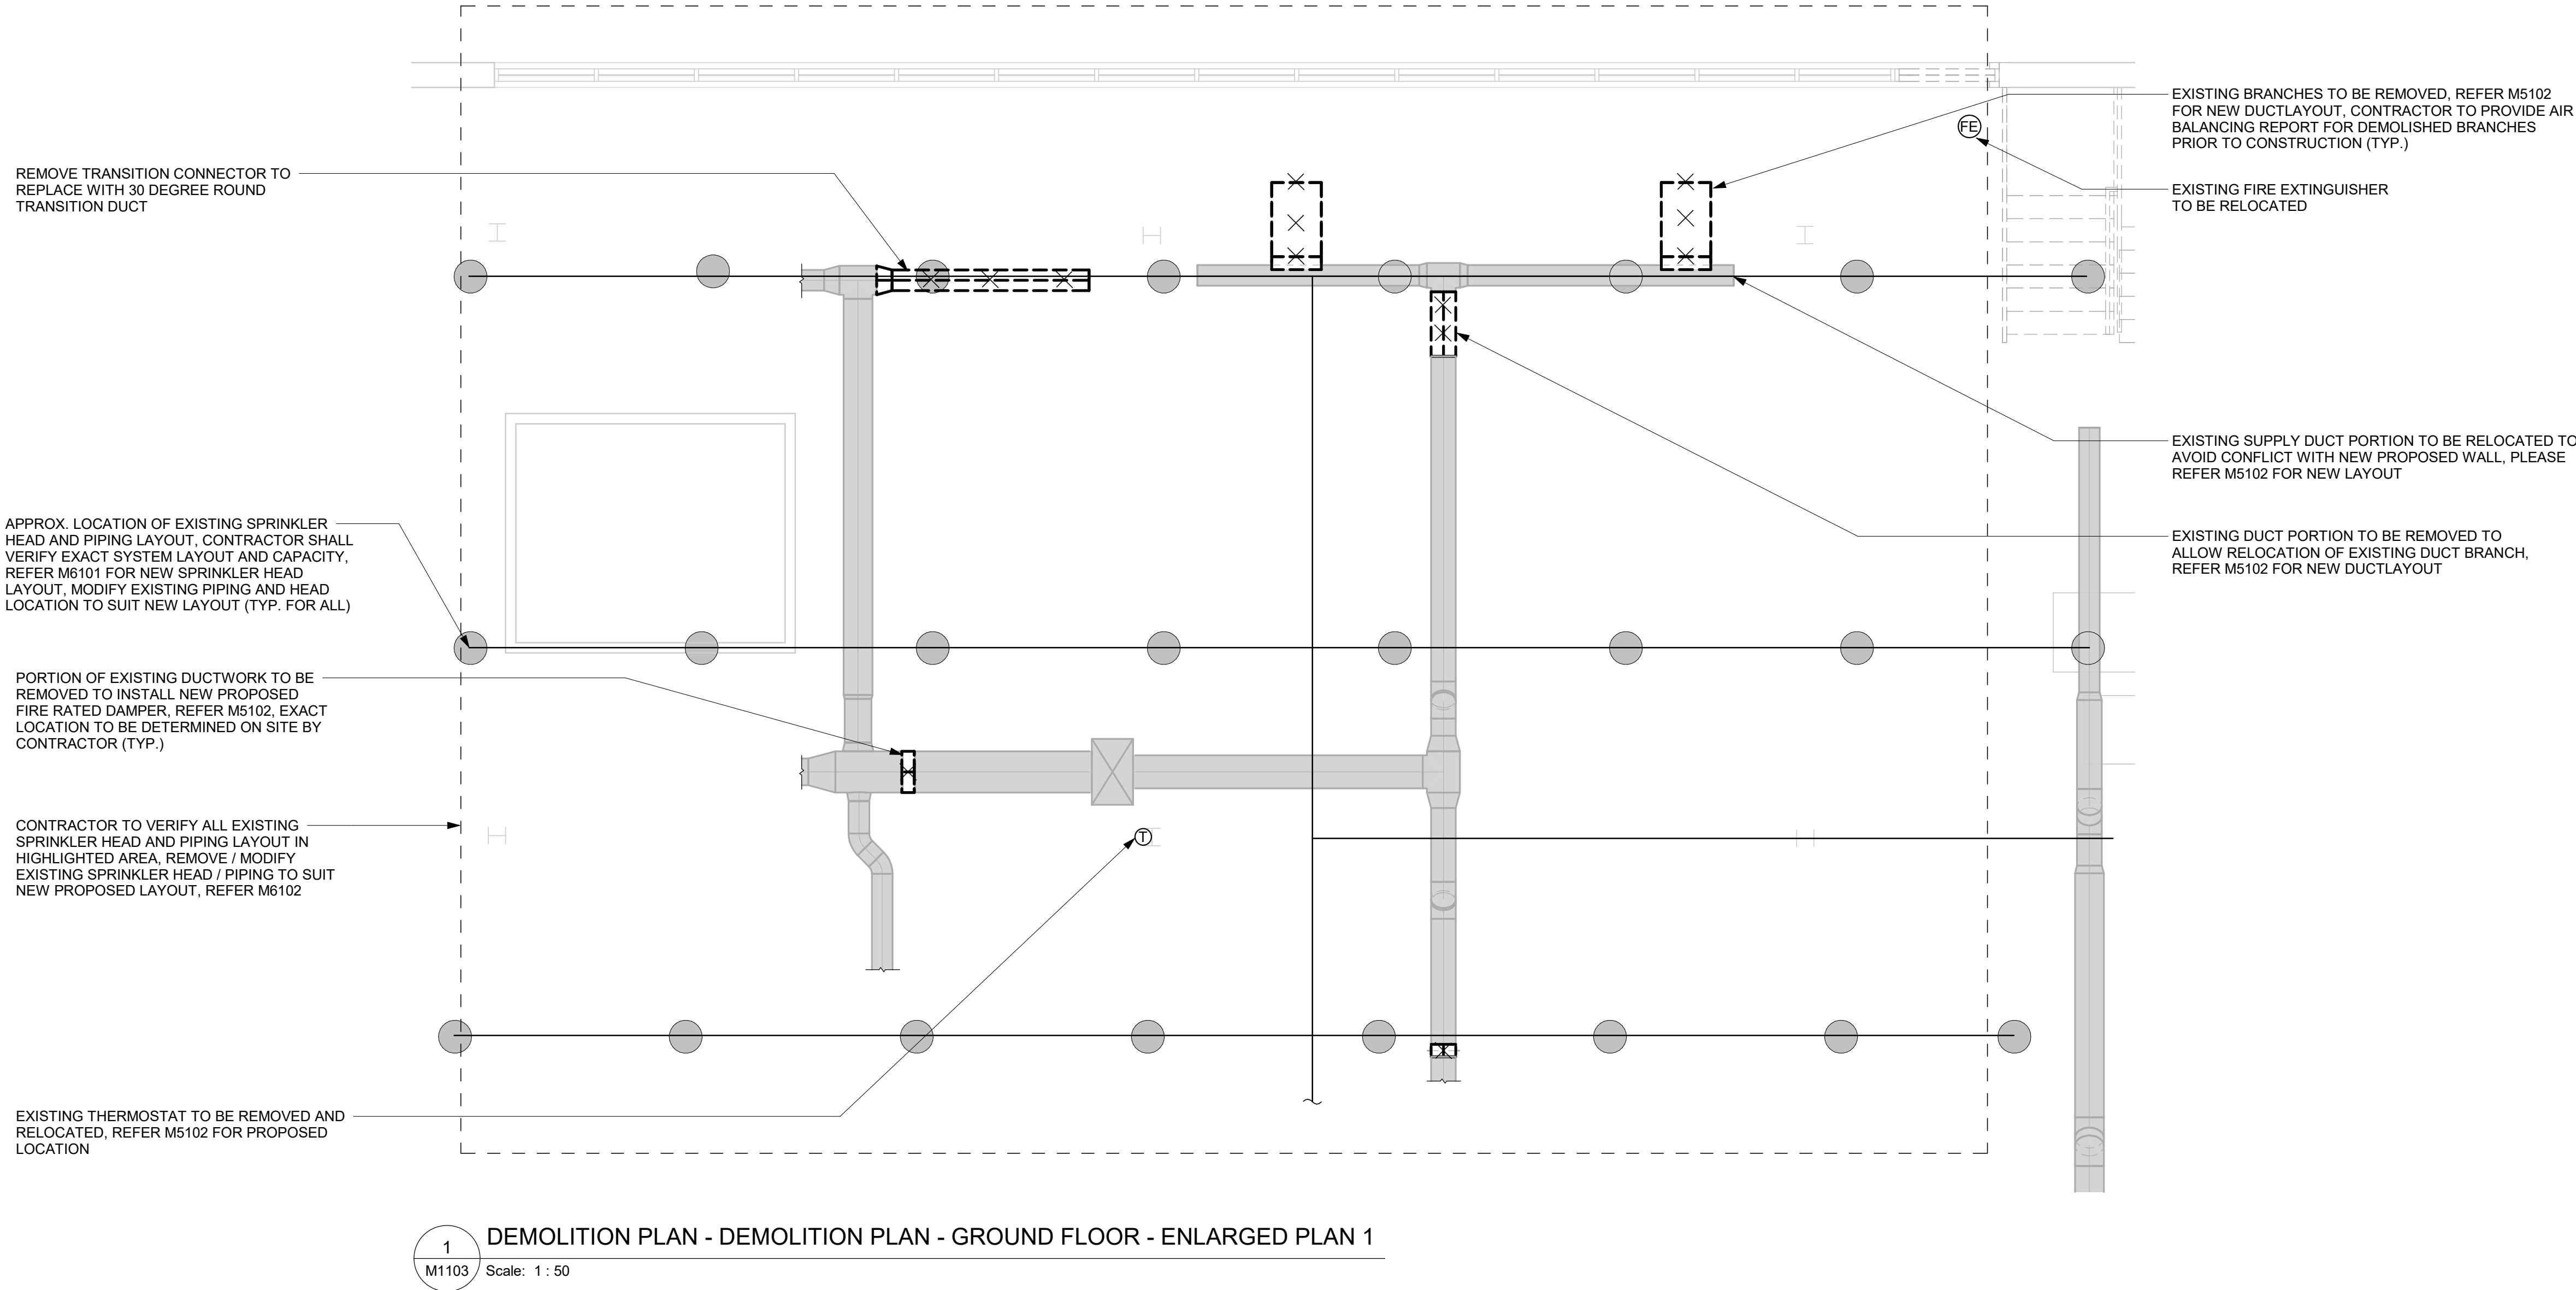 REMOVE TRANSITION CONNECTOR TO
REPLACE WITH 30 DEGREE ROUND
TRANSITION DUCT
APPROX. LOCATION OF EXISTING SPRINKLER
HEAD AND PIPING LAYOUT, CONTRACTOR SHALL
VERIFY EXACT SYSTEM LAYOUT AND CAPACITY,
REFER M6101 FOR NEW SPRINKLER HEAD
LAYOUT, MODIFY EXISTING PIPING AND HEAD
LOCATION TO SUIT NEW LAYOUT (TYP. FOR ALL)
PORTION OF EXISTING DUCTWORK TO BE
REMOVED TO INSTALL NEW PROPOSED
FIRE RATED DAMPER, REFER M5102, EXACT
LOCATION TO BE DETERMINED ON SITE BY
CONTRACTOR (TYP.)
CONTRACTOR TO VERIFY ALL EXISTING
SPRINKLER HEAD AND PIPING LAYOUT IN
HIGHLIGHTED AREA, REMOVE / MODIFY
EXISTING SPRINKLER HEAD / PIPING TO SUIT
NEW PROPOSED LAYOUT, REFER M6102
EXISTING THERMOSTAT TO BE REMOVED AND
RELOCATED, REFER M5102 FOR PROPOSED
LOCATION
T
FE
EXISTING BRANCHES TO BE REMOVED, REFER M5102
FOR NEW DUCTLAYOUT, CONTRACTOR TO PROVIDE AIR
BALANCING REPORT FOR DEMOLISHED BRANCHES
PRIOR TO CONSTRUCTION (TYP.)
EXISTING FIRE EXTINGUISHER
TO BE RELOCATED
EXISTING SUPPLY DUCT PORTION TO BE RELOCATED TO
AVOID CONFLICT WITH NEW PROPOSED WALL, PLEASE
REFER M5102 FOR NEW LAYOUT
EXISTING DUCT PORTION TO BE REMOVED TO
ALLOW RELOCATION OF EXISTING DUCT BRANCH,
REFER M5102 FOR NEW DUCTLAYOUT
1
M1103
DEMOLITION PLAN - DEMOLITION PLAN - GROUND FLOOR - ENLARGED PLAN 1
Scale: 1 : 50